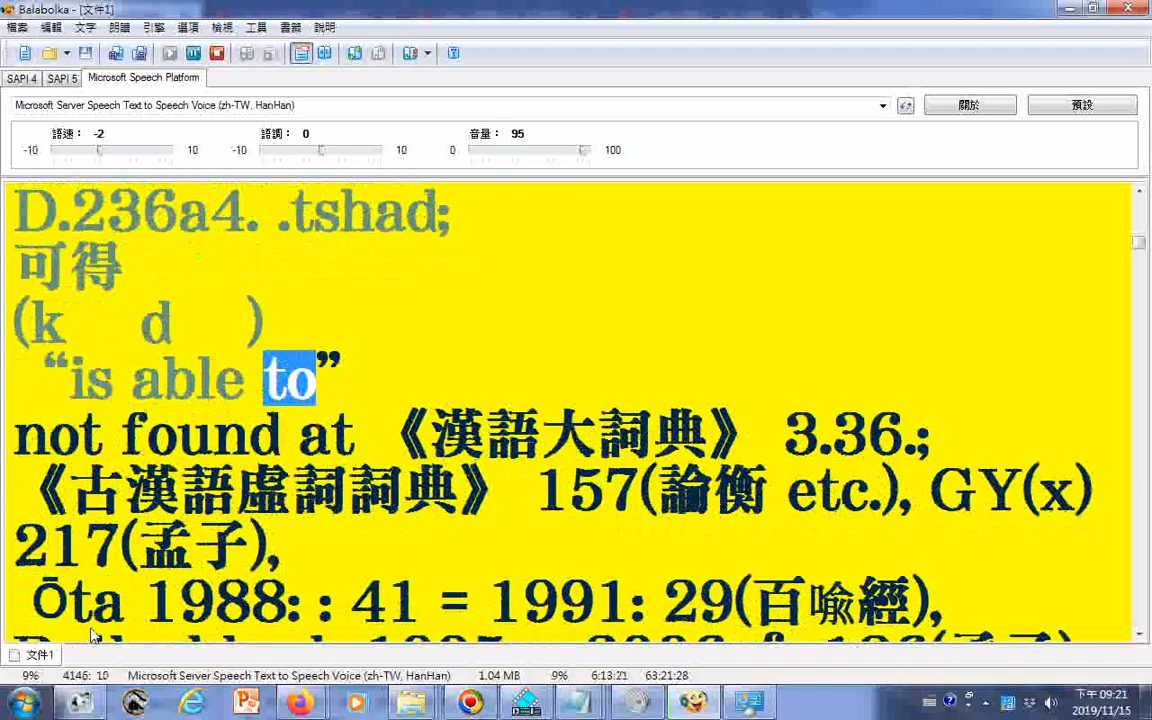 Balabolka - [文件1]
檔案 編輯 文字 朗讀 引擎 選項 檢視 工具 書籤 說明
SAPI 4 SAPI 5 Microsoft Speech Platform
Microsoft Server Speech Text to Speech Voice (zh-TW, HanHan) 關於 預設
語速： -2 語調： 0 音量： 95
-10 10 -10 10 0 100
D.236a4. .tshad;
可得
(k d )
“is able to”
not found at 《漢語大詞典》 3.36.;
《古漢語虛詞詞典》 157(論衡 etc.), GY(x)
217(孟子),
Ōta 1988: : 41 = 1991: 29(百喻經),
文件1
9% 4146: 10 Microsoft Server Speech Text to Speech Voice (zh-TW, HanHan) 1.04 MB 9% 6:13:21 63:21:28
下午 09:21
2019/11/15